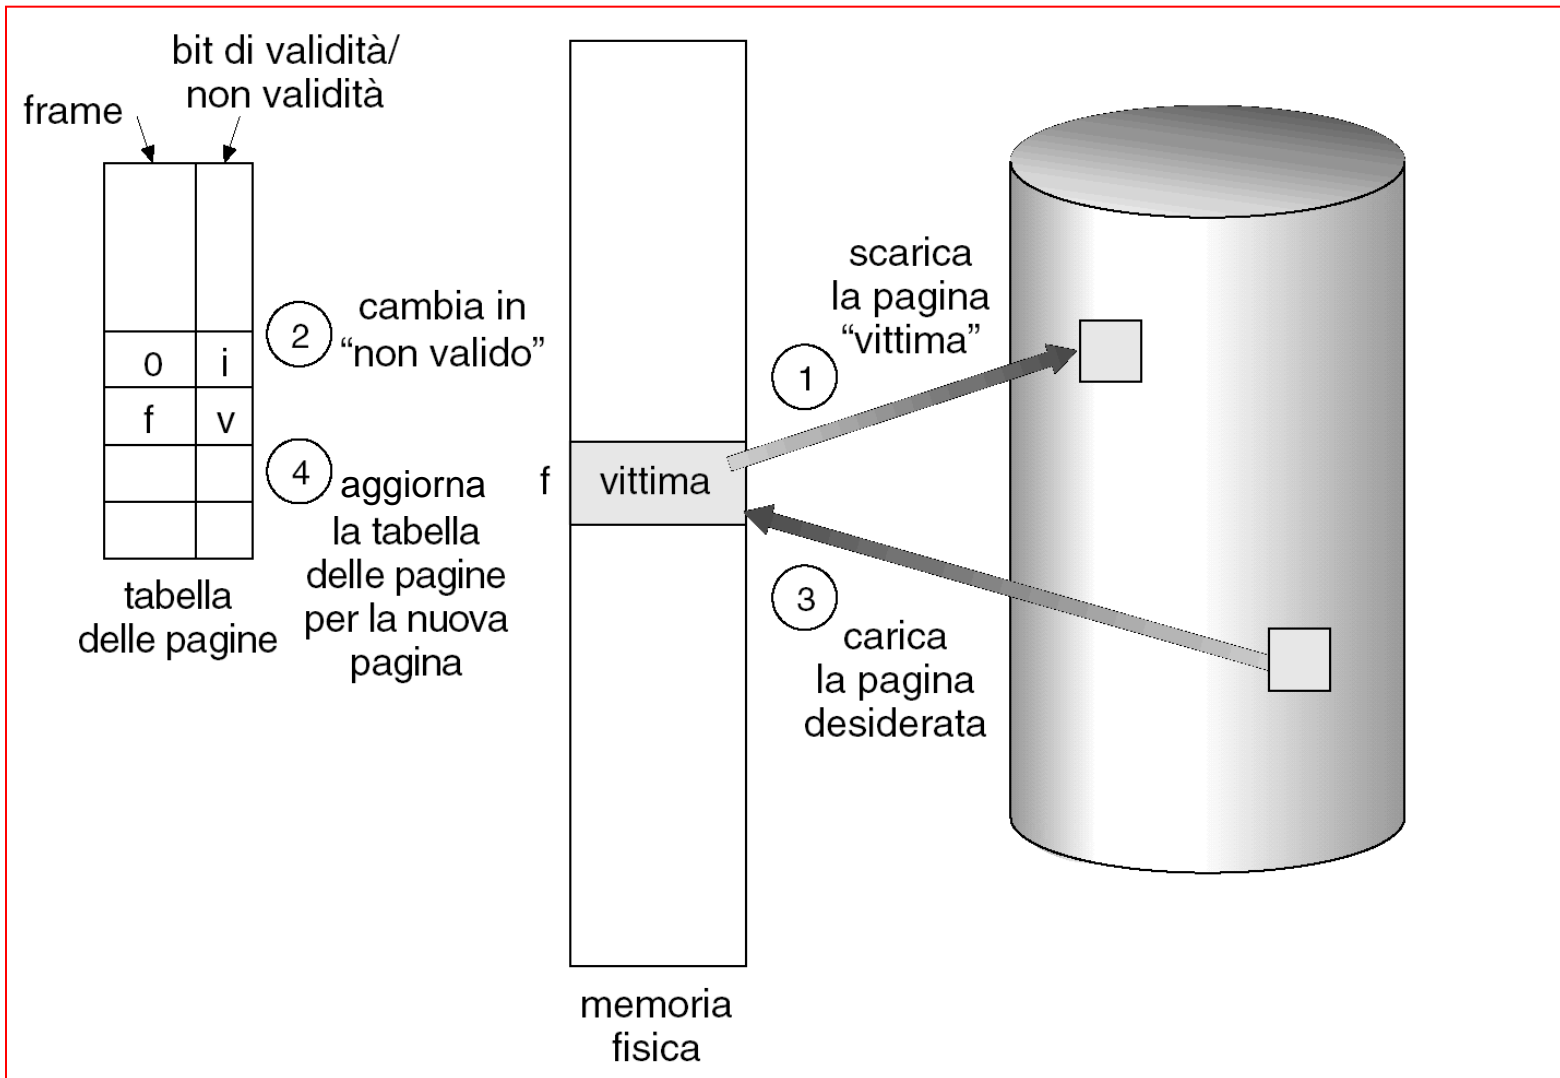 bit di validità/
non validità
frame
2
cambia in
“non valido”
0 i
f v
4
aggiorna
la tabella
delle pagine
per la nuova
pagina
tabella
delle pagine
f
vittima
memoria
fisica
scarica
la pagina
“vittima”
1
3
carica
la pagina
desiderata